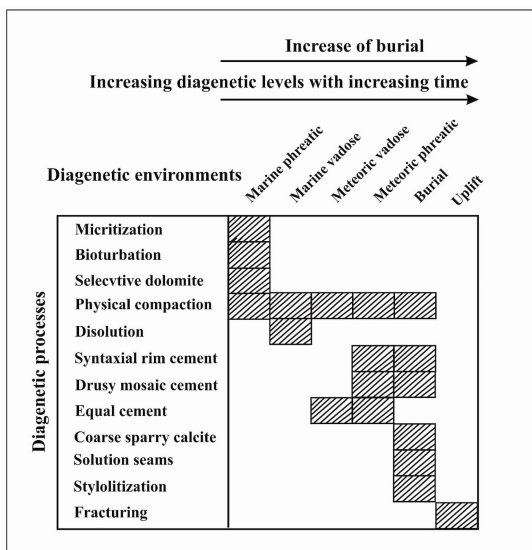 Increase of burial
Increasing diagenetic levels with increasing time
Diagenetic environments
Marine phreatic
Marine vadose
Meteoric vadose
Meteoric phreatic
Burial
Uplift
Diagenetic processes
Micritization
Bioturbation
Selecvtive dolomite
Physical compaction
Disolution
Syntaxial rim cement
Drusy mosaic cement
Equal cement
Coarse sparry calcite
Solution seams
Stylolitization
Fracturing